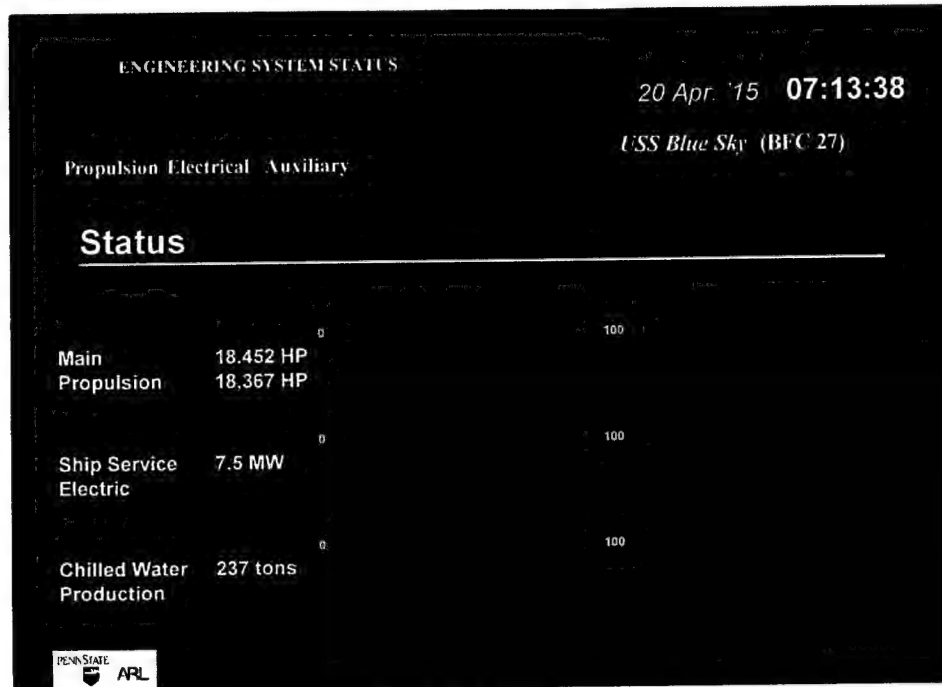 ENGINEERING SYSTEM STATUS
20 Apr. '15 07:13:38
USS Blue Sky (BFC 27)
Propulsion Electrical Auxiliary
Status
0 100
Main 18.452 HP
Propulsion 18,367 HP
0 100
Ship Service 7.5 MW
Electric
0 100
Chilled Water 237 tons
Production
PENNSTATE
ARL